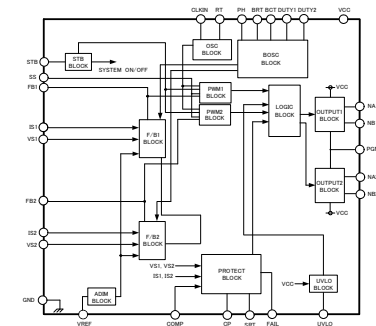 CLKIN RT PH BRT BCT DUTY1 DUTY2 VCC
OSC
BLOCK
BOSC
BLOCK
STB
STB
BLOCK
SYSTEM ON/OFF
SS
FB1
PWM1
BLOCK
PWM2
BLOCK
LOGIC
BLOCK
VCC
OUTPUT1
BLOCK
NA
NB
IS1
VS1
F/B1
BLOCK
PGN
OUTPUT2
BLOCK
NA
NB
VCC
FB2
IS2
VS2
F/B2
BLOCK
VS1, VS2
IS1, IS2
PROTECT
BLOCK
VCC
UVLO
BLOCK
GND
ADIM
BLOCK
VREF COMP CP FAIL UVLO